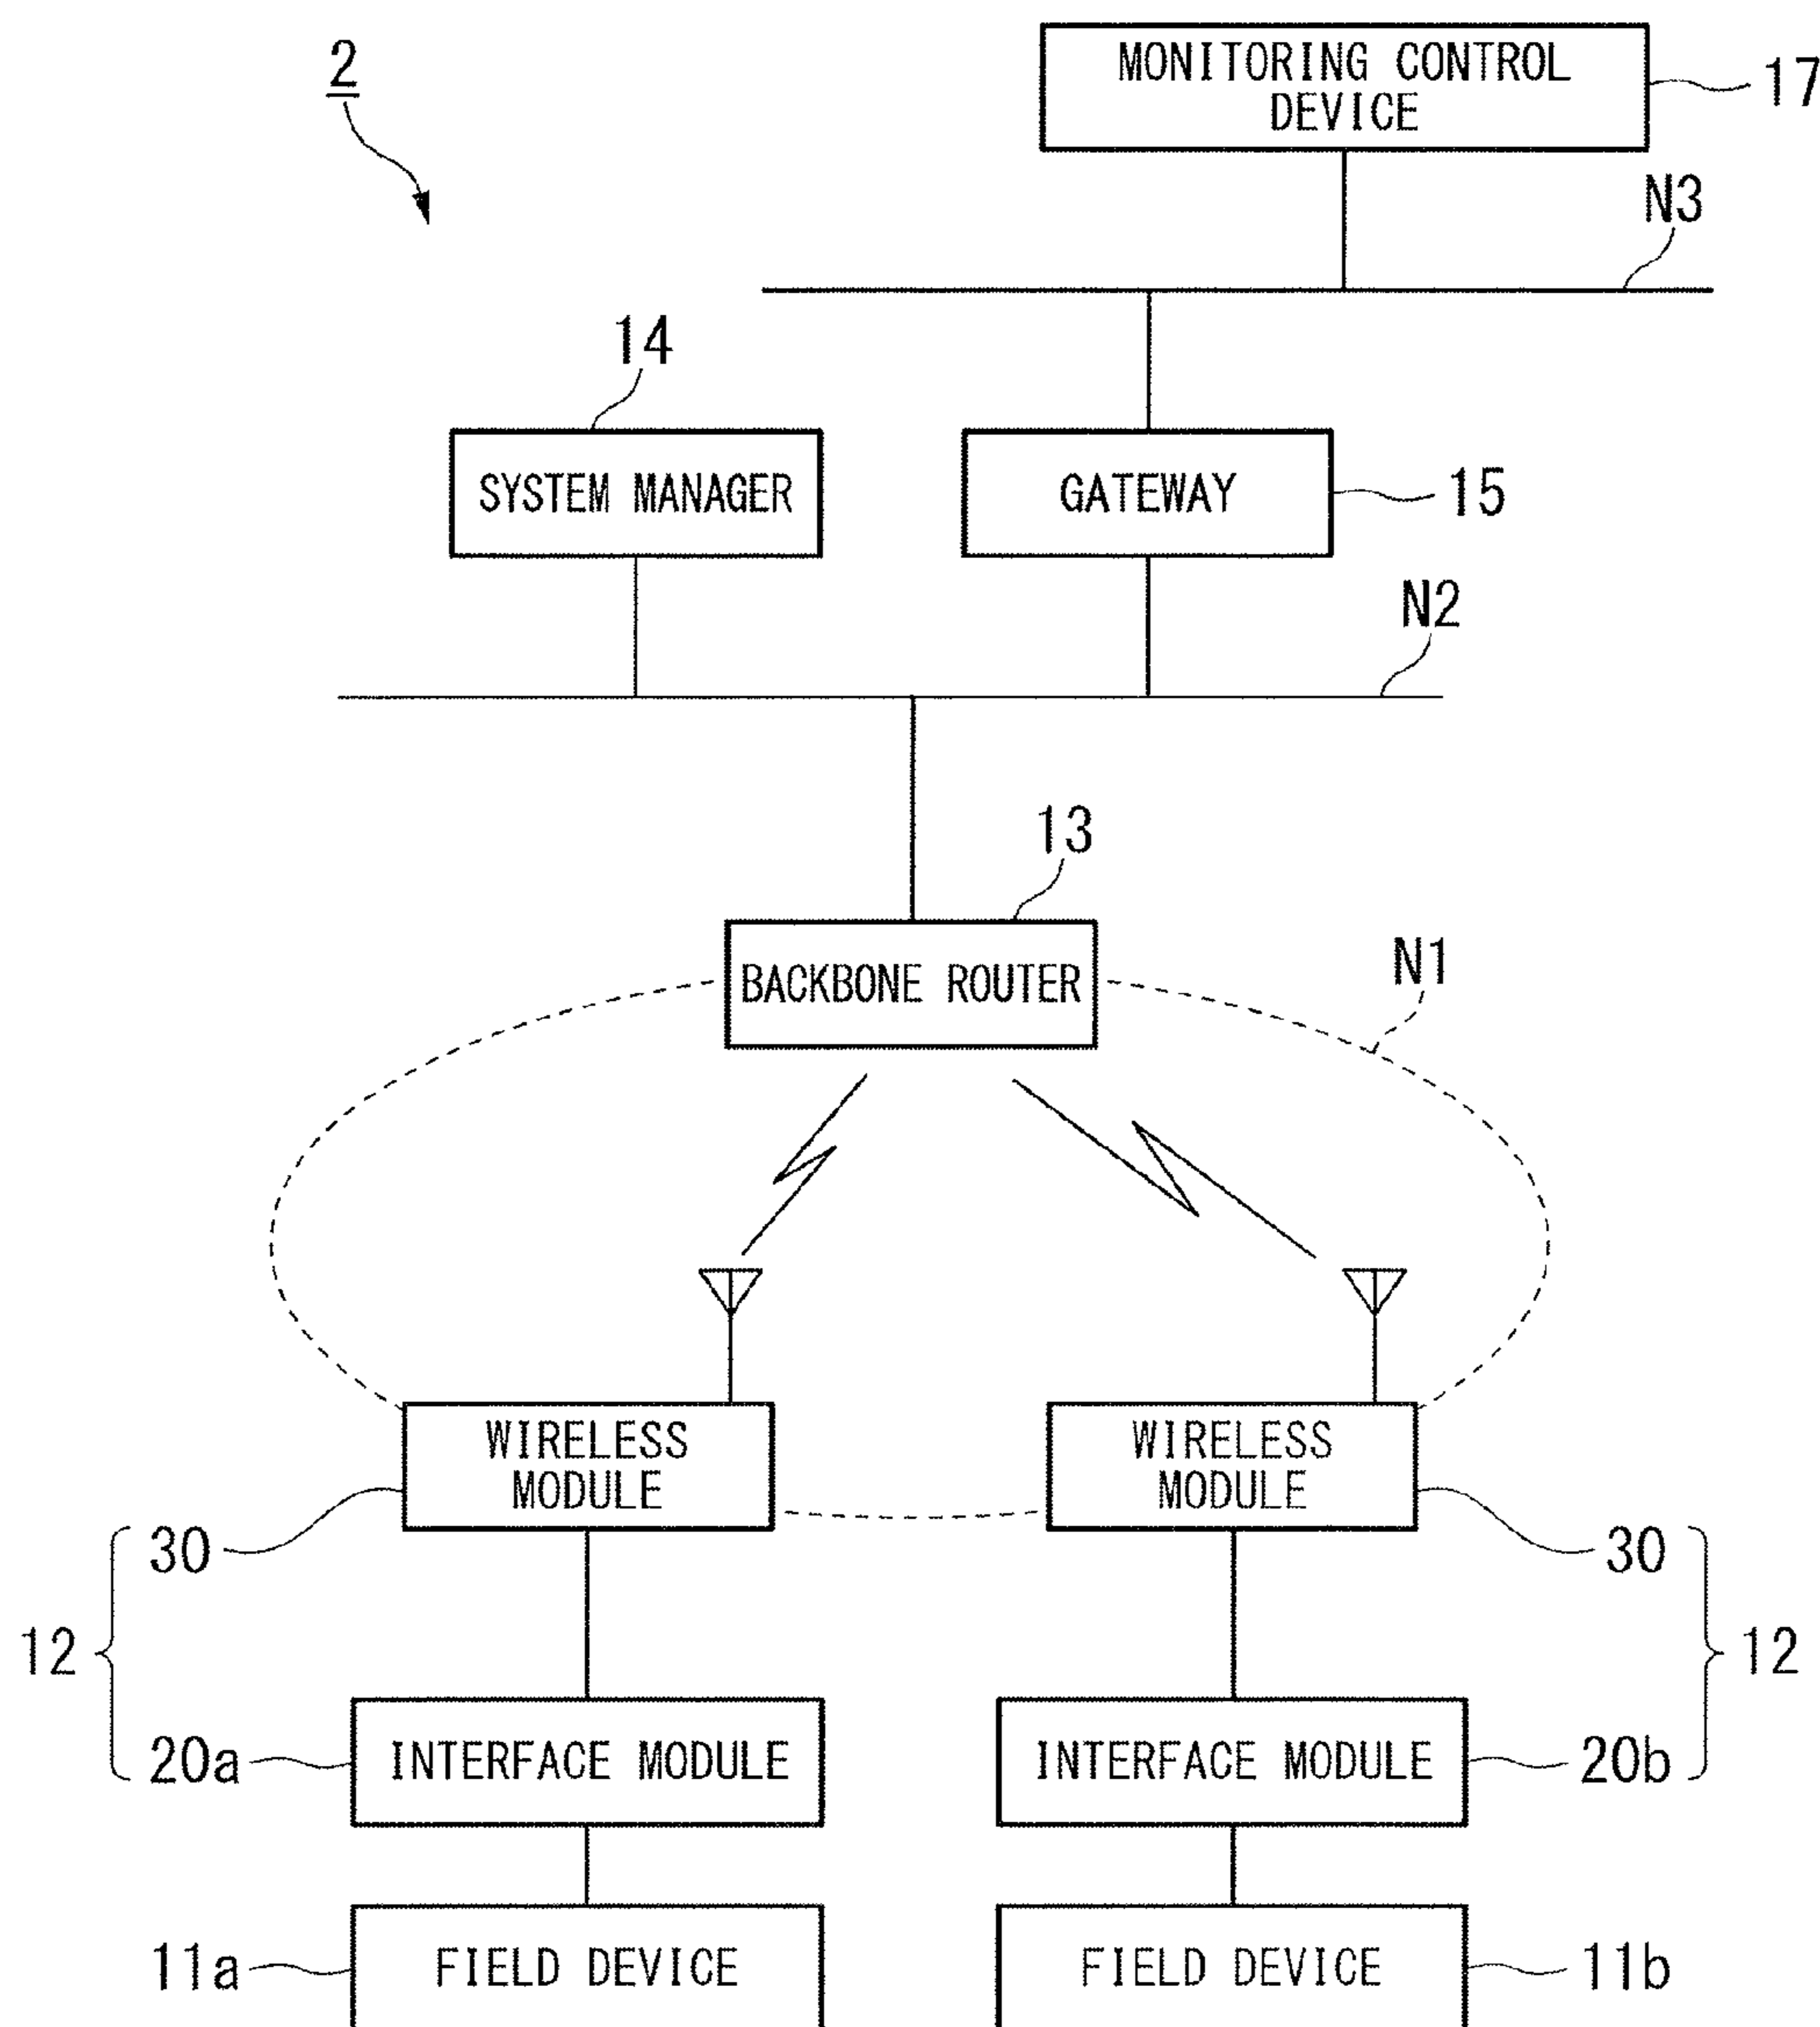 2
MONITORING CONTROL
DEVICE
17
N3
14
SYSTEM MANAGER
GATEWAY
15
N2
13
BACKBONE ROUTER
N1
WIRELESS
MODULE
WIRELESS
MODULE
30
30
12
12
20a
INTERFACE MODULE
INTERFACE MODULE
20b
11a
FIELD DEVICE
FIELD DEVICE
11b